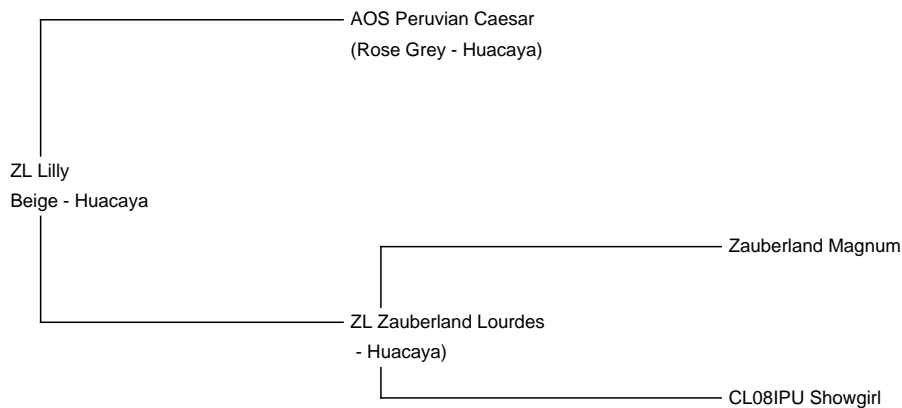 AOS Peruvian Caesar
(Rose Grey - Huacaya)
ZL Lilly
Beige - Huacaya
Zauberland Magnum
ZL Zauberland Lourdes
- Huacaya)
CL08IPU Showgirl